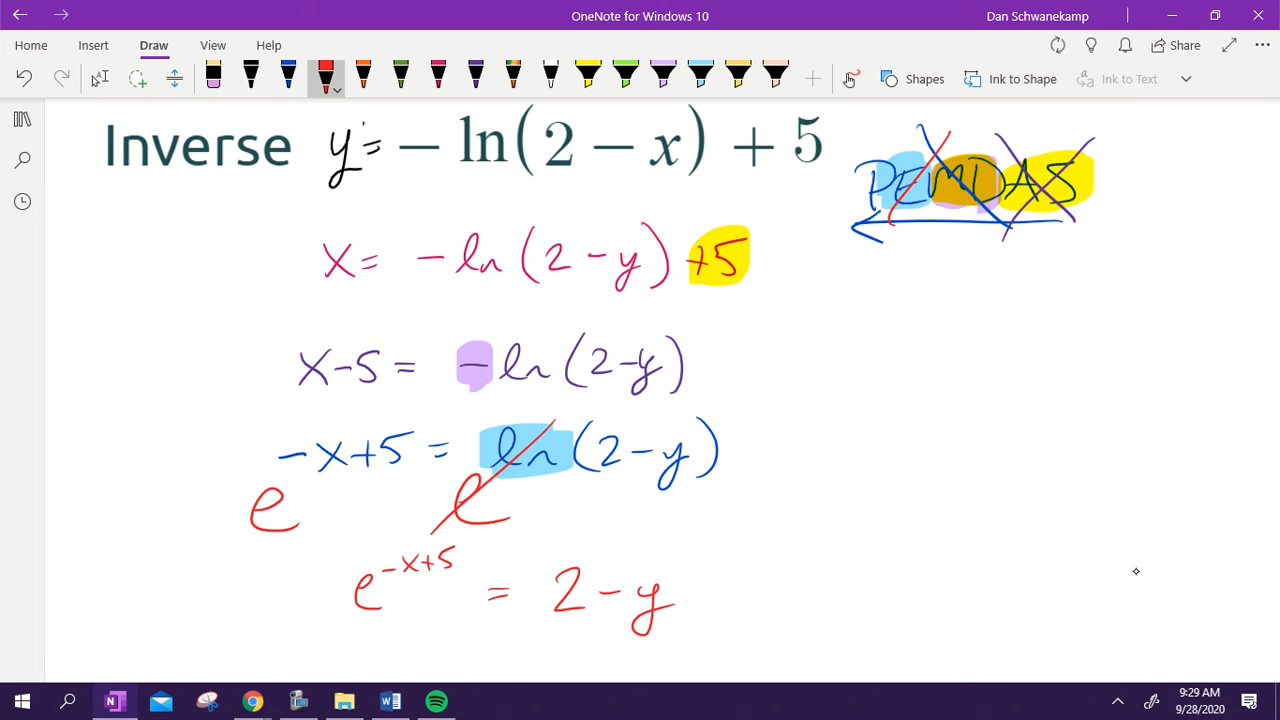 OneNote for Windows 10
Dan Schwanekamp
Home Insert Draw View Help
Share
Shapes Ink to Shape Ink to Text
Inverse y = − ln(2 − x) + 5
PEMDAS
x = − ln (2 − y) +5
x − 5 = − ln (2 − y)
− x + 5 = ln (2 − y)
e e
e^{−x+5} = 2 − y
9:29 AM
9/28/2020